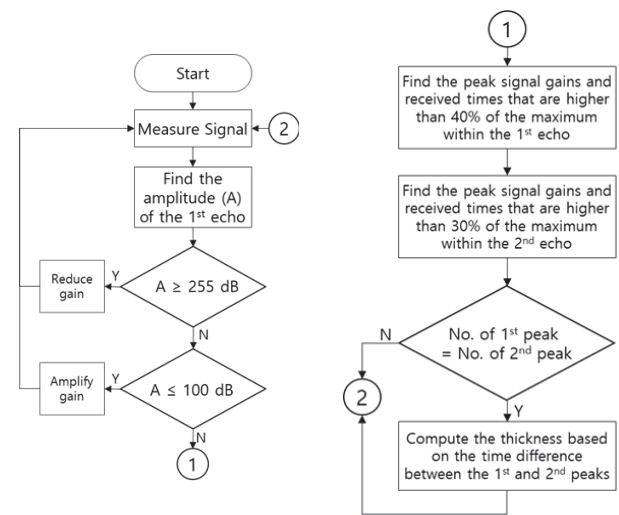 Start
Measure Signal
2
Find the
amplitude (A)
of the 1st echo
Reduce
gain
Y
A ≥ 255 dB
N
Amplify
gain
Y
A ≤ 100 dB
N
1
1
Find the peak signal gains and
received times that are higher
than 40% of the maximum
within the 1st echo
Find the peak signal gains and
received times that are higher
than 30% of the maximum
within the 2nd echo
N
No. of 1st peak
= No. of 2nd peak
2
Y
Compute the thickness based
on the time difference
between the 1st and 2nd peaks